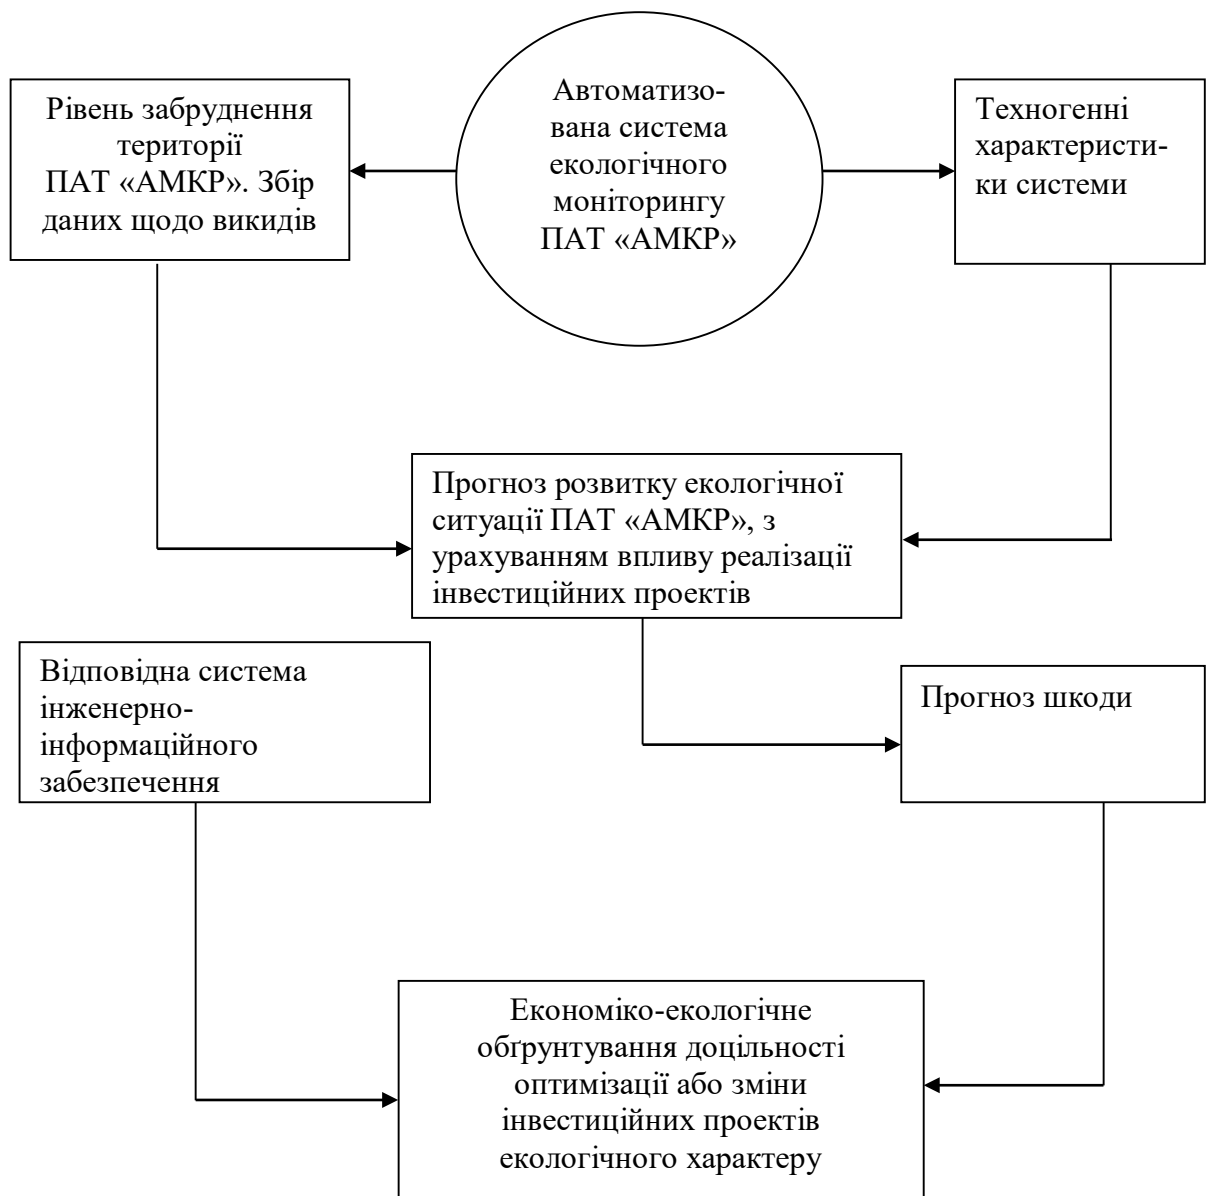 Рівень забруднення
території
ПАТ «АМКР». Збір
даних щодо викидів
Автоматизо-
вана система
екологічного
моніторингу
ПАТ «АМКР»
Техногенні
характеристи-
ки системи
Прогноз розвитку екологічної
ситуації ПАТ «АМКР», з
урахуванням впливу реалізації
інвестиційних проектів
Відповідна система
інженерно-
інформаційного
забезпечення
Прогноз шкоди
Економіко-екологічне
обґрунтування доцільності
оптимізації або зміни
інвестиційних проектів
екологічного характеру